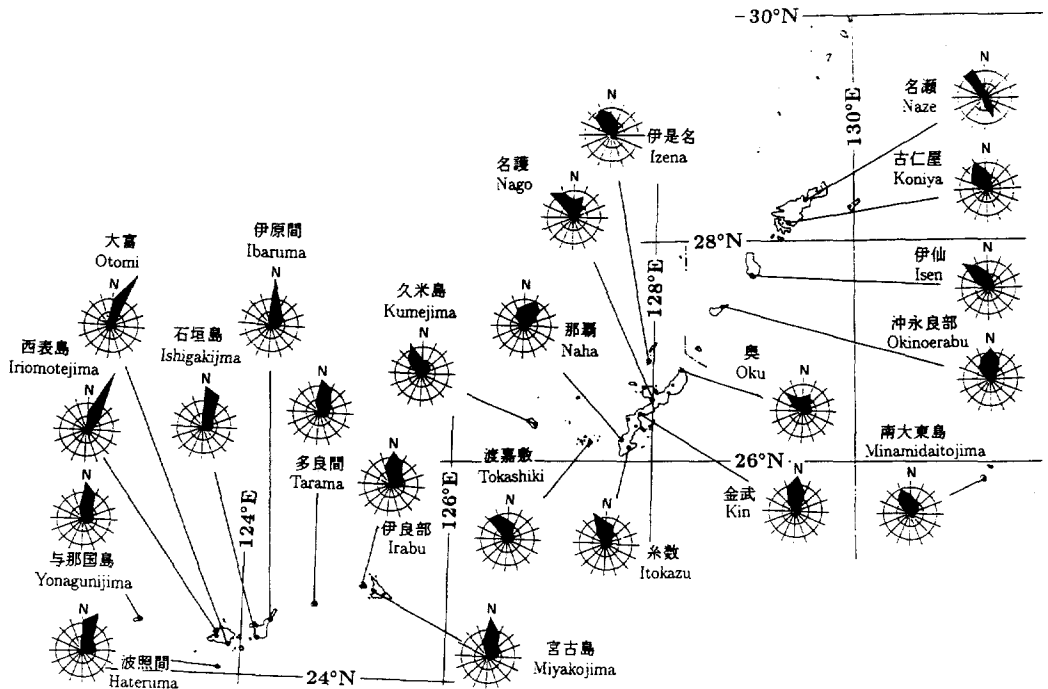 30°N
N
名瀬
Naze
130°E
N
伊是名
Izena
名護
Nago
N
古仁屋
Koniya
N
28°N
伊仙
Isen
N
大富
Otomi
N
伊原間
Ibaruma
N
久米島
Kumejima
N
那覇
Naha
N
128°E
沖永良部
Okinoerabu
N
西表島
Iriomotejima
N
石垣島
Ishigakijma
N
N
奥
Oku
N
多良間
Tarama
N
伊良部
Irabu
126°E
渡嘉敷
Tokashiki
N
N
糸数
Itokazu
26°N
金武
Kin
N
南大東島
Minamidaitojima
N
N
与那国島
Yonagunijima
124°E
N
波照間
Hateruma
24°N
N
宮古島
Miyakojima